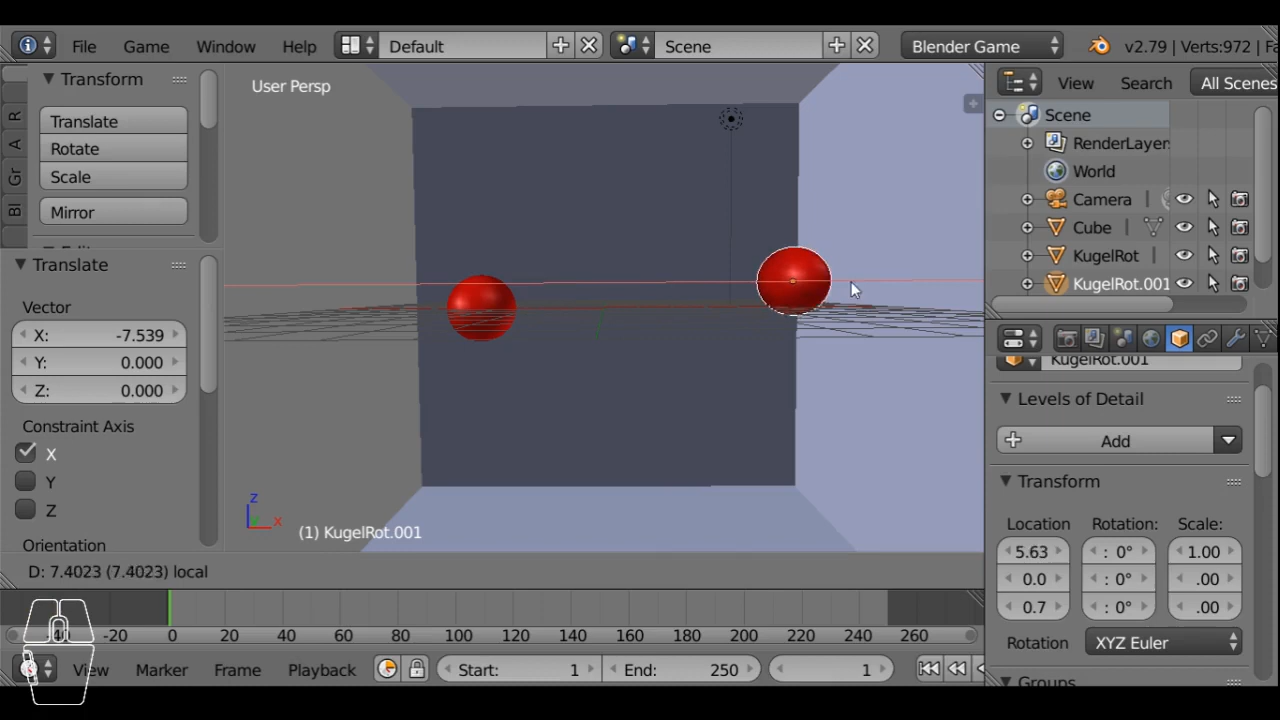 File Game Window Help Default Scene Blender Game v2.79 | Verts:972 | Fa
Transform
Translate
Rotate
Scale
Mirror
R
A
Gr
Bl
Translate
Vector
X: -7.539
Y: 0.000
Z: 0.000
Constraint Axis
X
Y
Z
Orientation
User Persp
z
x
(1) KugelRot.001
D: 7.4023 (7.4023) local
View Search All Scenes
Scene
RenderLayer
World
Camera
Cube
KugelRot
KugelRot.001
KugelRot.001
Levels of Detail
Add
Transform
Location Rotation: Scale:
5.63 : 0° 1.00
0.0 : 0° .00
0.7 : 0° .00
Rotation XYZ Euler
Groups
-40 -20 0 20 40 60 80 100 120 140 160 180 200 220 240 260
View Marker Frame Playback Start: 1 End: 250 1